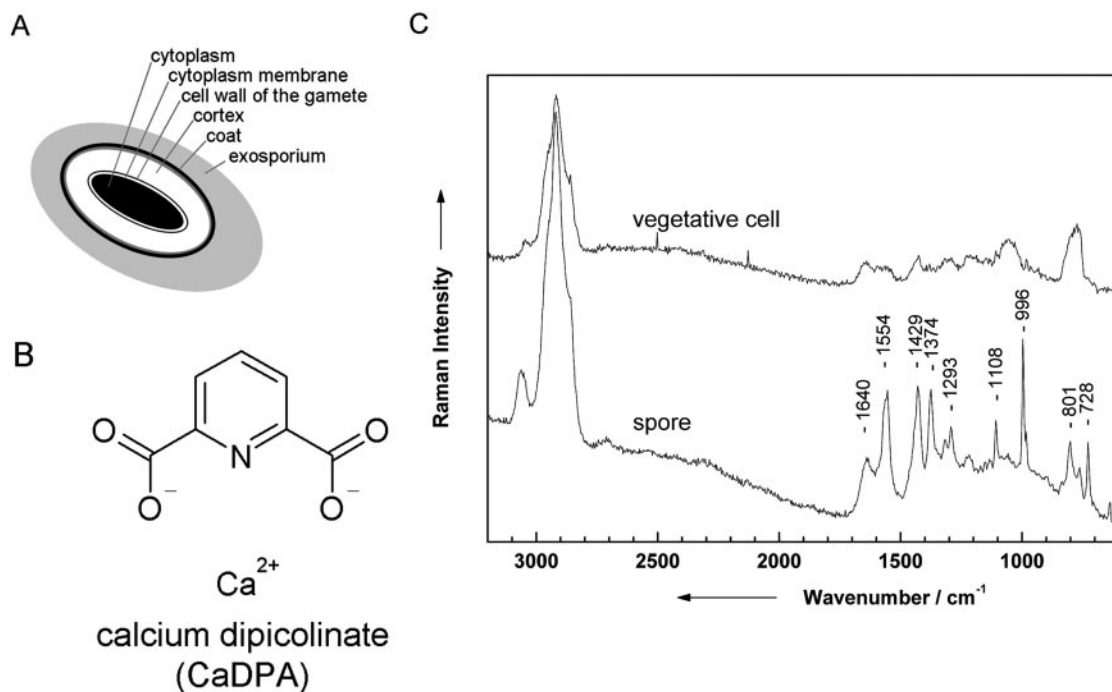 A
cytoplasm
cytoplasm membrane
cell wall of the gamete
cortex
coat
exosporium
B
O
O
N
O⁻
O⁻
Ca²⁺
calcium dipicolinate
(CaDPA)
C
Raman Intensity
vegetative cell
spore
1640
1554
1429
1374
1293
1108
996
801
728
3000 2500 2000 1500 1000
Wavenumber / cm⁻¹